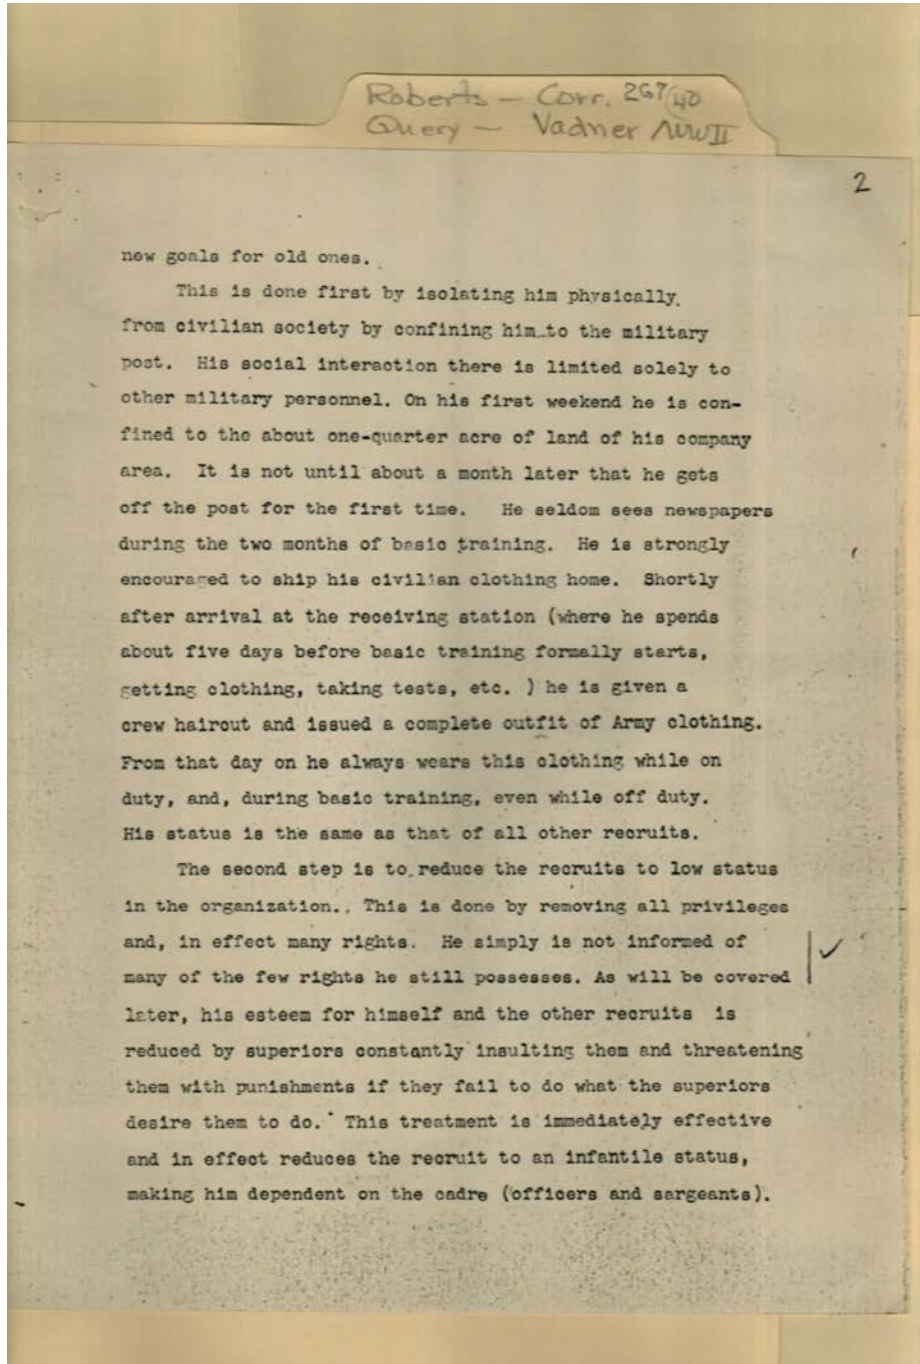 Roberts - Corr. 267/40
Query - Vadner WWII
2
new goals for old ones.
This is done first by isolating him physically
from civilian society by confining him to the military
post. His social interaction there is limited solely to
other military personnel. On his first weekend he is con-
fined to the about one-quarter acre of land of his company
area. It is not until about a month later that he gets
off the post for the first time. He seldom sees newspapers
during the two months of basic training. He is strongly
encouraged to ship his civilian clothing home. Shortly
after arrival at the receiving station (where he spends
about five days before basic training formally starts,
getting clothing, taking tests, etc. ) he is given a
crew haircut and issued a complete outfit of Army clothing.
From that day on he always wears this clothing while on
duty, and, during basic training, even while off duty.
His status is the same as that of all other recruits.
The second step is to reduce the recruits to low status
in the organization. This is done by removing all privileges
and, in effect many rights. He simply is not informed of
many of the few rights he still possesses. As will be covered
later, his esteem for himself and the other recruits is
reduced by superiors constantly insulting them and threatening
them with punishments if they fail to do what the superiors
desire them to do. This treatment is immediately effective
and in effect reduces the recruit to an infantile status,
making him dependent on the cadre (officers and sargeants).